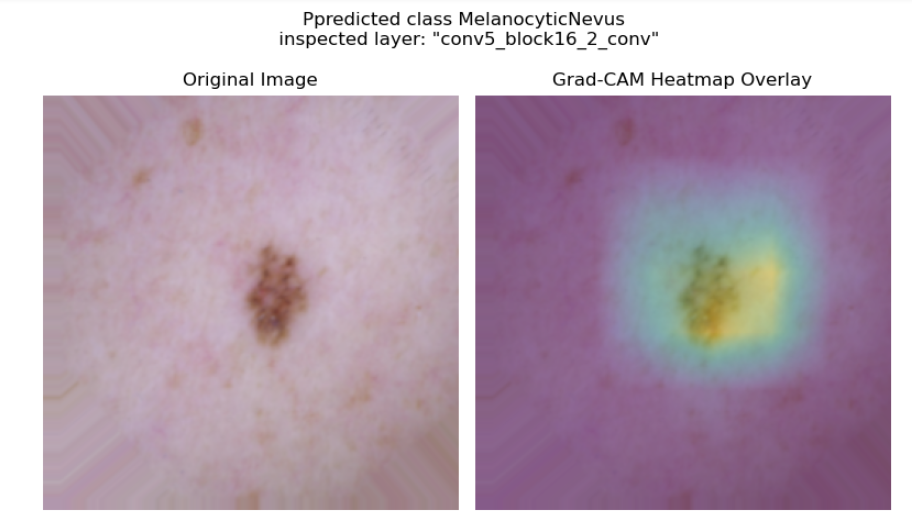 Ppredicted class MelanocyticNevus
inspected layer: "conv5_block16_2_conv"
Original Image
Grad-CAM Heatmap Overlay